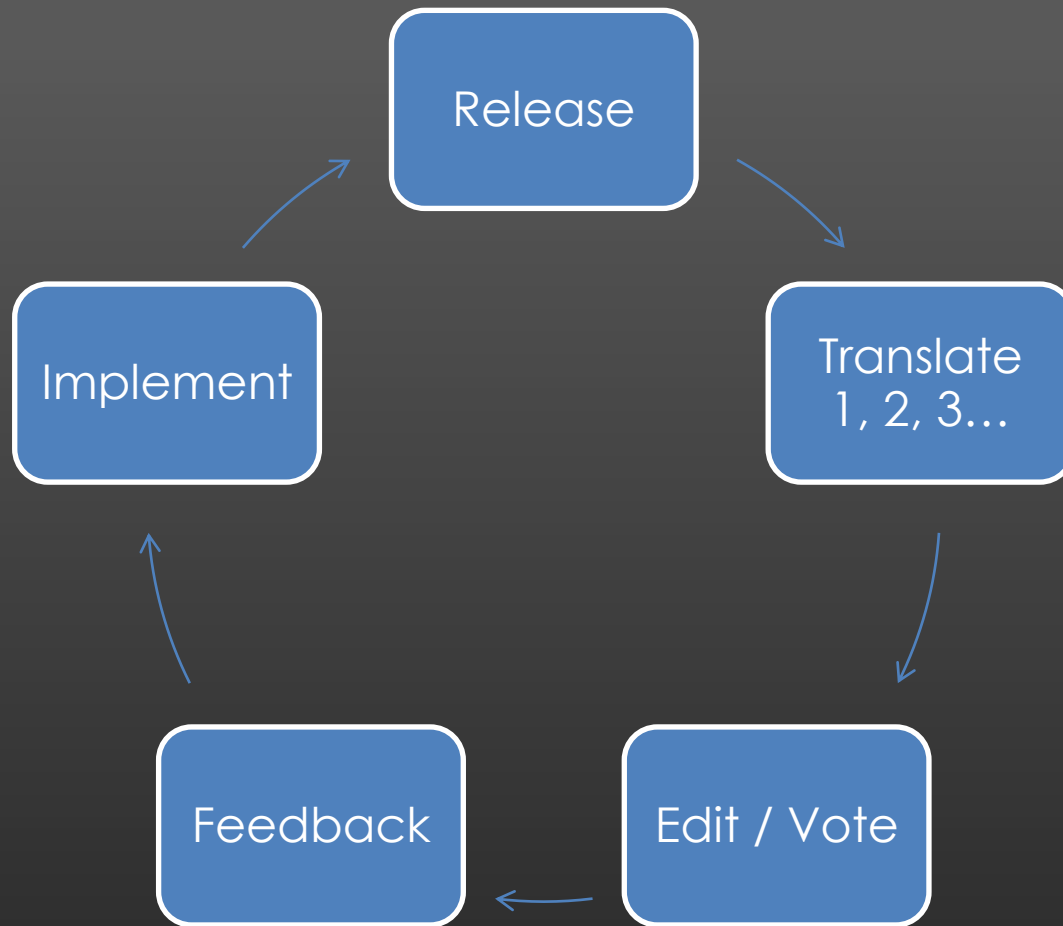 Release
Translate
1, 2, 3…
Edit / Vote
Feedback
Implement